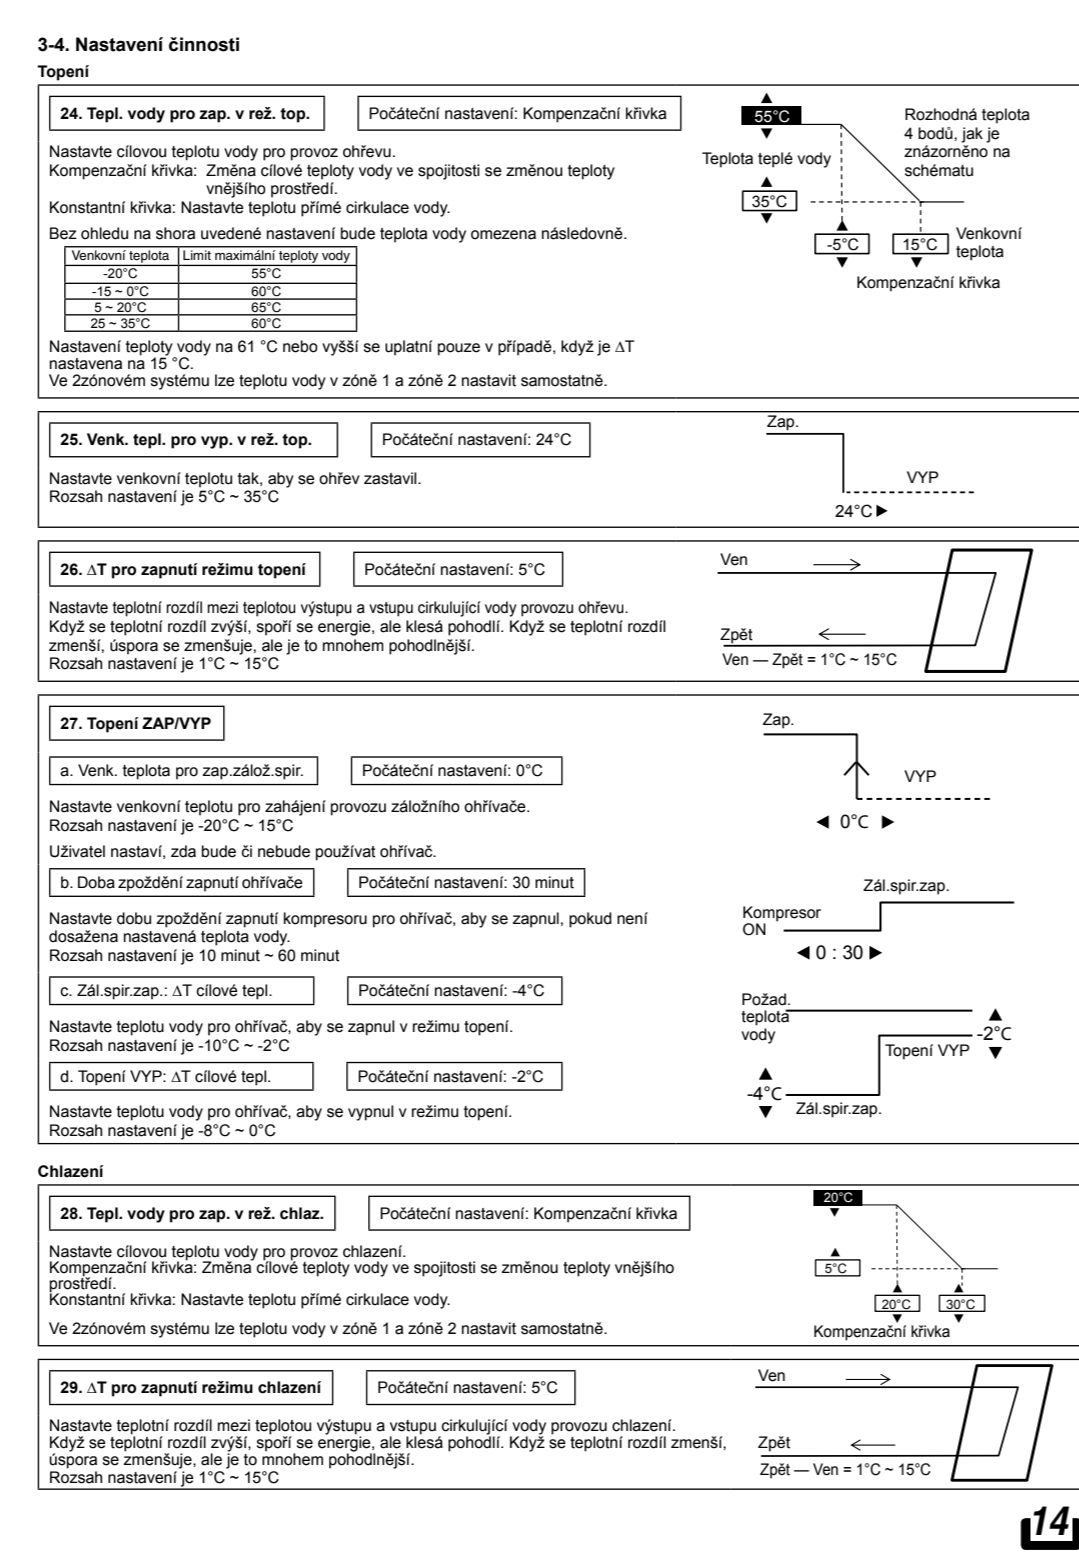 3-4. Nastavení činnosti
Topení
24. Tepl. vody pro zap. v rež. top.
Počáteční nastavení: Kompenzační křivka
Nastavte cílovou teplotu vody pro provoz ohřevu.
Kompenzační křivka: Změna cílové teploty vody ve spojitosti se změnou teploty
vnějšího prostředí.
Konstantní křivka: Nastavte teplotu přímé cirkulace vody.
Bez ohledu na shora uvedené nastavení bude teplota vody omezena následovně.
Venkovní teplota Limit maximální teploty vody
-20°C 55°C
-15 ~ 0°C 60°C
5 ~ 20°C 65°C
25 ~ 35°C 60°C
Nastavení teploty vody na 61 °C nebo vyšší se uplatní pouze v případě, když je ∆T
nastavena na 15 °C.
Ve 2zónovém systému lze teplotu vody v zóně 1 a zóně 2 nastavit samostatně.
55°C
Teplota teplé vody
35°C
-5°C
15°C
Venkovní
teplota
Kompenzační křivka
Rozhodná teplota
4 bodů, jak je
znázorněno na
schématu
25. Venk. tepl. pro vyp. v rež. top.
Počáteční nastavení: 24°C
Nastavte venkovní teplotu tak, aby se ohřev zastavil.
Rozsah nastavení je 5°C ~ 35°C
Zap.
VYP
24°C
26. ∆T pro zapnutí režimu topení
Počáteční nastavení: 5°C
Nastavte teplotní rozdíl mezi teplotou výstupu a vstupu cirkulující vody provozu ohřevu.
Když se teplotní rozdíl zvýší, spoří se energie, ale klesá pohodlí. Když se teplotní rozdíl
zmenší, úspora se zmenšuje, ale je to mnohem pohodlnější.
Rozsah nastavení je 1°C ~ 15°C
Ven
Zpět
Ven — Zpět = 1°C ~ 15°C
27. Topení ZAP/VYP
a. Venk. teplota pro zap.zálož.spir.
Počáteční nastavení: 0°C
Nastavte venkovní teplotu pro zahájení provozu záložního ohřívače.
Rozsah nastavení je -20°C ~ 15°C
Uživatel nastaví, zda bude či nebude používat ohřívač.
Zap.
VYP
0°C
b. Doba zpoždění zapnutí ohřívače
Počáteční nastavení: 30 minut
Nastavte dobu zpoždění zapnutí kompresoru pro ohřívač, aby se zapnul, pokud není
dosažena nastavená teplota vody.
Rozsah nastavení je 10 minut ~ 60 minut
Zál.spir.zap.
Kompresor
ON
0 : 30
c. Zál.spir.zap.: ∆T cílové tepl.
Počáteční nastavení: -4°C
Nastavte teplotu vody pro ohřívač, aby se zapnul v režimu topení.
Rozsah nastavení je -10°C ~ -2°C
d. Topení VYP: ∆T cílové tepl.
Počáteční nastavení: -2°C
Nastavte teplotu vody pro ohřívač, aby se vypnul v režimu topení.
Rozsah nastavení je -8°C ~ 0°C
Požad.
teplota
vody
-2°C
Topení VYP
-4°C
Zál.spir.zap.
Chlazení
28. Tepl. vody pro zap. v rež. chlaz.
Počáteční nastavení: Kompenzační křivka
Nastavte cílovou teplotu vody pro provoz chlazení.
Kompenzační křivka: Změna cílové teploty vody ve spojitosti se změnou teploty vnějšího
prostředí.
Konstantní křivka: Nastavte teplotu přímé cirkulace vody.
Ve 2zónovém systému lze teplotu vody v zóně 1 a zóně 2 nastavit samostatně.
20°C
5°C
20°C
30°C
Kompenzační křivka
29. ∆T pro zapnutí režimu chlazení
Počáteční nastavení: 5°C
Nastavte teplotní rozdíl mezi teplotou výstupu a vstupu cirkulující vody provozu chlazení.
Když se teplotní rozdíl zvýší, spoří se energie, ale klesá pohodlí. Když se teplotní rozdíl zmenší,
úspora se zmenšuje, ale je to mnohem pohodlnější.
Rozsah nastavení je 1°C ~ 15°C
Ven
Zpět
Zpět — Ven = 1°C ~ 15°C
14